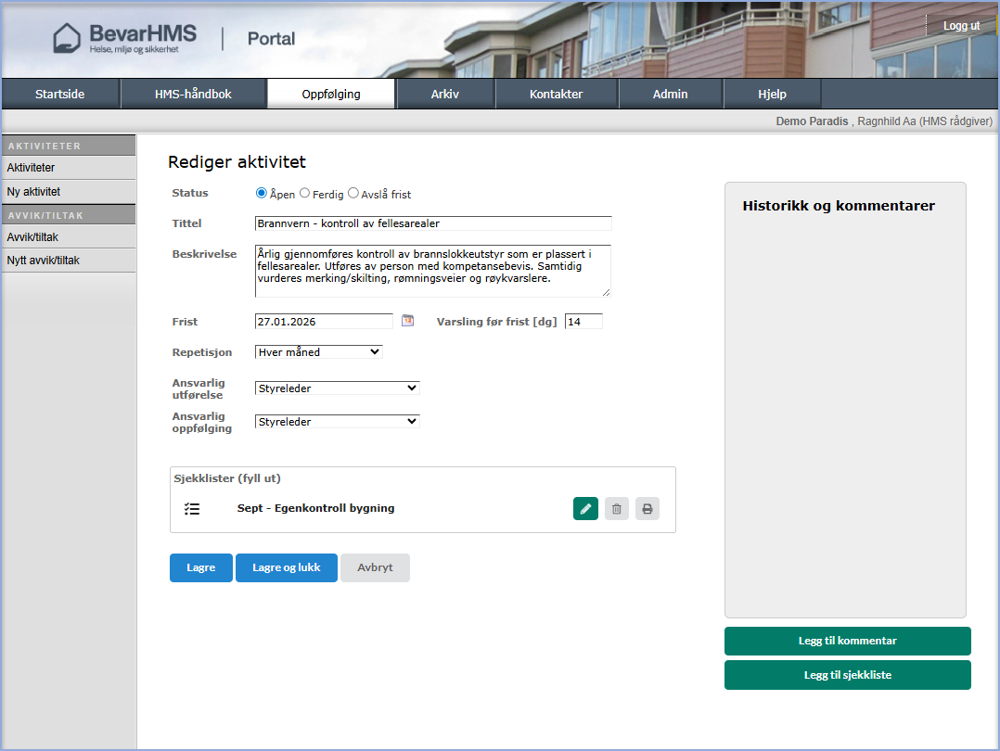 BevarHMS
Helse, miljø og sikkerhet
Portal
Logg ut
Startside
HMS-håndbok
Oppfølging
Arkiv
Kontakter
Admin
Hjelp
Demo Paradis , Ragnhild Aa (HMS rådgiver)
AKTIVITETER
Aktiviteter
Ny aktivitet
AVVIK/TILTAK
Avvik/tiltak
Nytt avvik/tiltak
Rediger aktivitet
Status
Åpen Ferdig Avslå frist
Tittel
Brannvern - kontroll av fellesarealer
Beskrivelse
Årlig gjennomføres kontroll av brannslokkeutstyr som er plassert i
fellesarealer. Utføres av person med kompetansebevis. Samtidig
vurderes merking/skilting, rømningsveier og røykvarslere.
Frist
27.01.2026
Varsling før frist [dg]
14
Repetisjon
Hver måned
Ansvarlig
utførelse
Styreleder
Ansvarlig
oppfølging
Styreleder
Sjekklister (fyll ut)
Sept - Egenkontroll bygning
Lagre
Lagre og lukk
Avbryt
Historikk og kommentarer
Legg til kommentar
Legg til sjekkliste